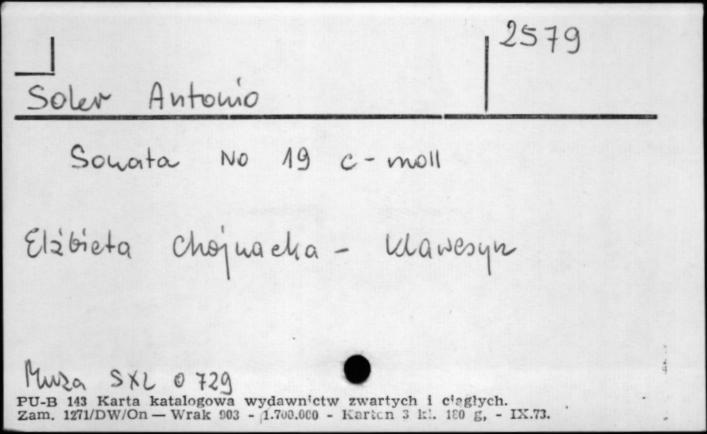 2579
Soler Antonio
Sonata No 19 c-moll
Elżbieta Chojnacka - klawesyn
Muza SXL 0729
PU-B 143 Karta katalogowa wydawnictw zwartych i ciągłych.
Zam. 1271/DW/On — Wrak 903 - 1.700.000 - Karton 3 kl. 180 g, - IX.73.